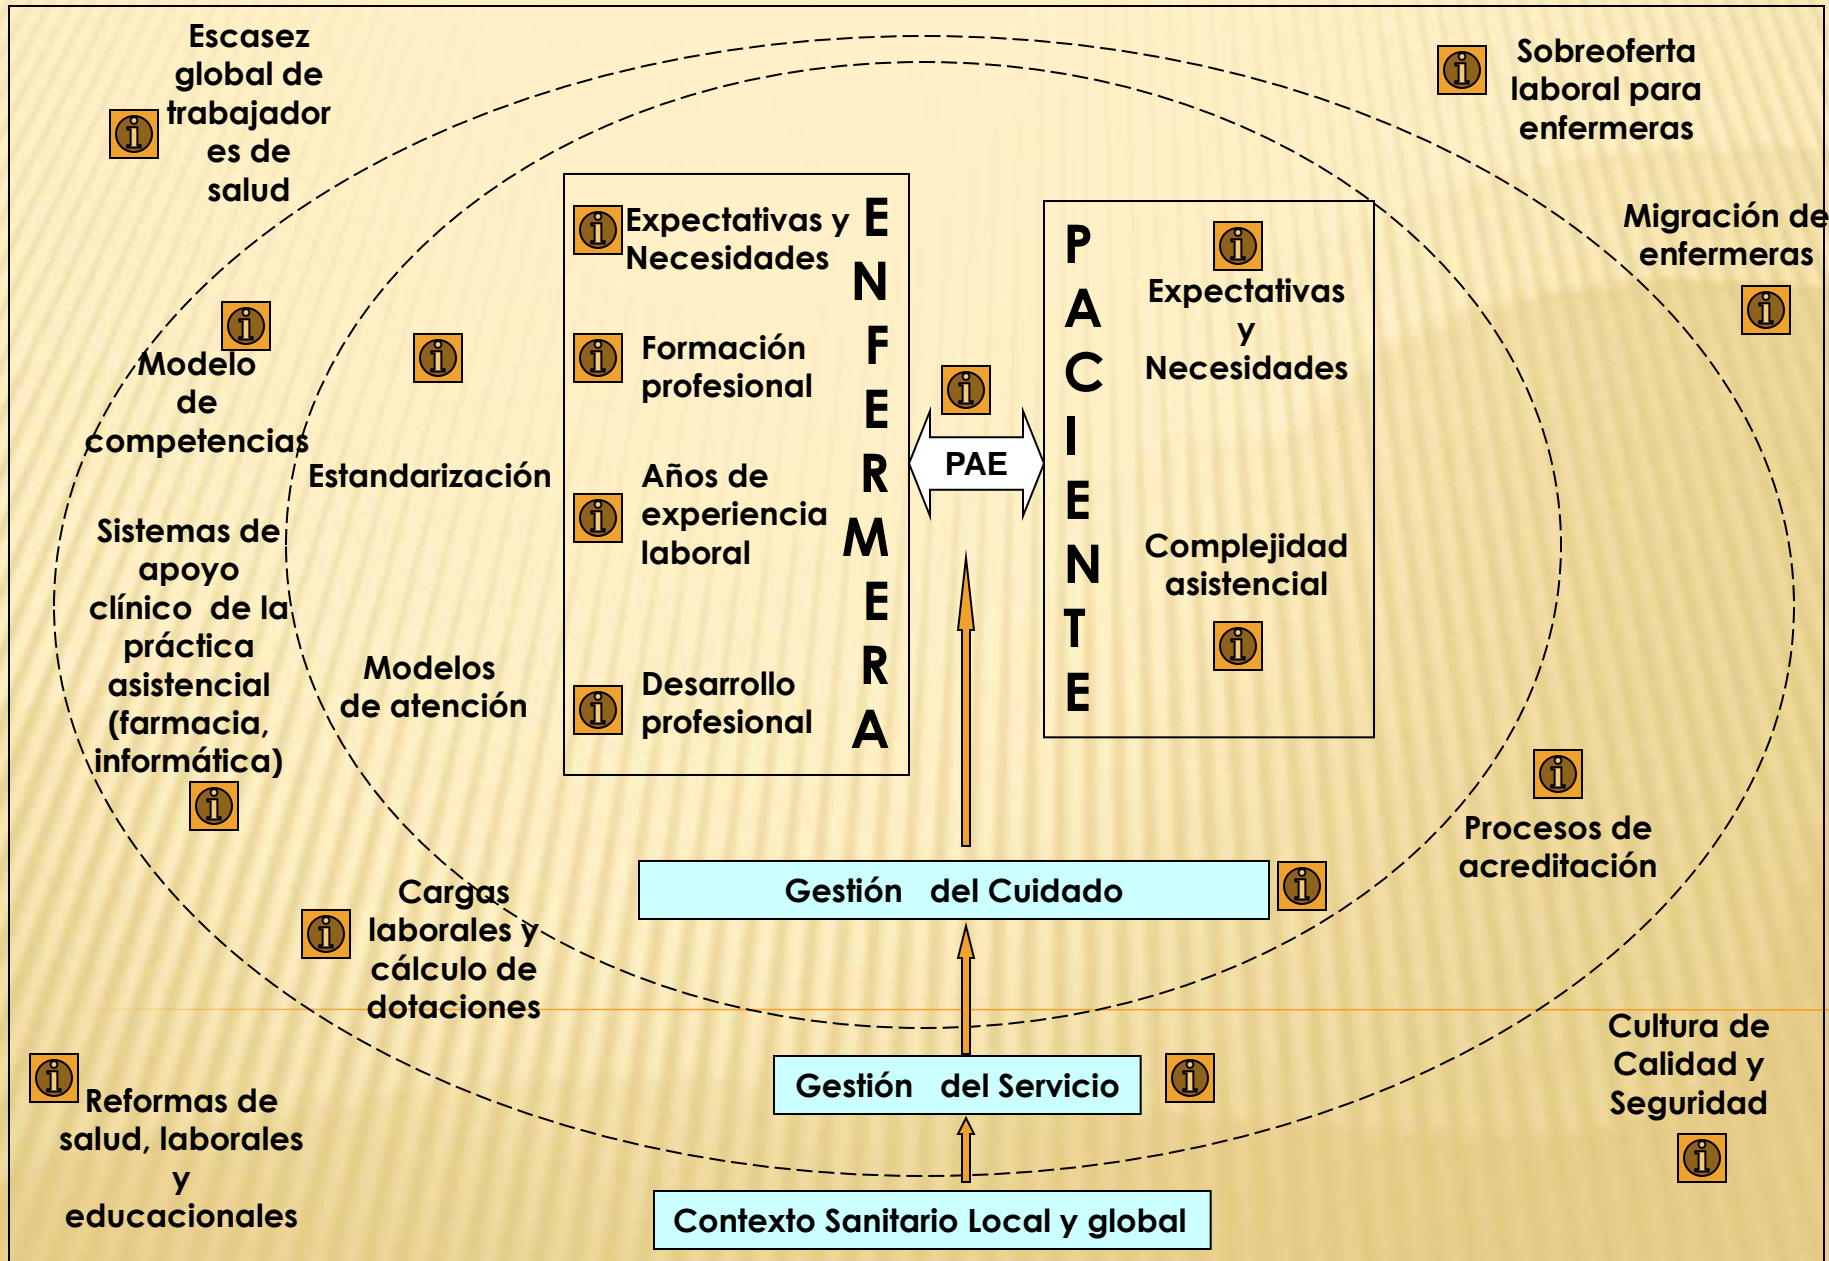 Escasez
global de
trabajador
es de
salud
Sobreoferta
laboral para
enfermeras
Migración de
enfermeras
Modelo
de
competencias
Sistemas de
apoyo
clínico de la
práctica
asistencial
(farmacia,
informática)
Estandarización
Modelos
de atención
Expectativas y
Necesidades
Formación
profesional
Años de
experiencia
laboral
Desarrollo
profesional
E
N
F
E
R
M
E
R
A
PAE
P
A
C
I
E
N
T
E
Expectativas
y
Necesidades
Complejidad
asistencial
Procesos de
acreditación
Cargas
laborales y
cálculo de
dotaciones
Gestión del Cuidado
Gestión del Servicio
Contexto Sanitario Local y global
Reformas de
salud, laborales
y
educacionales
Cultura de
Calidad y
Seguridad